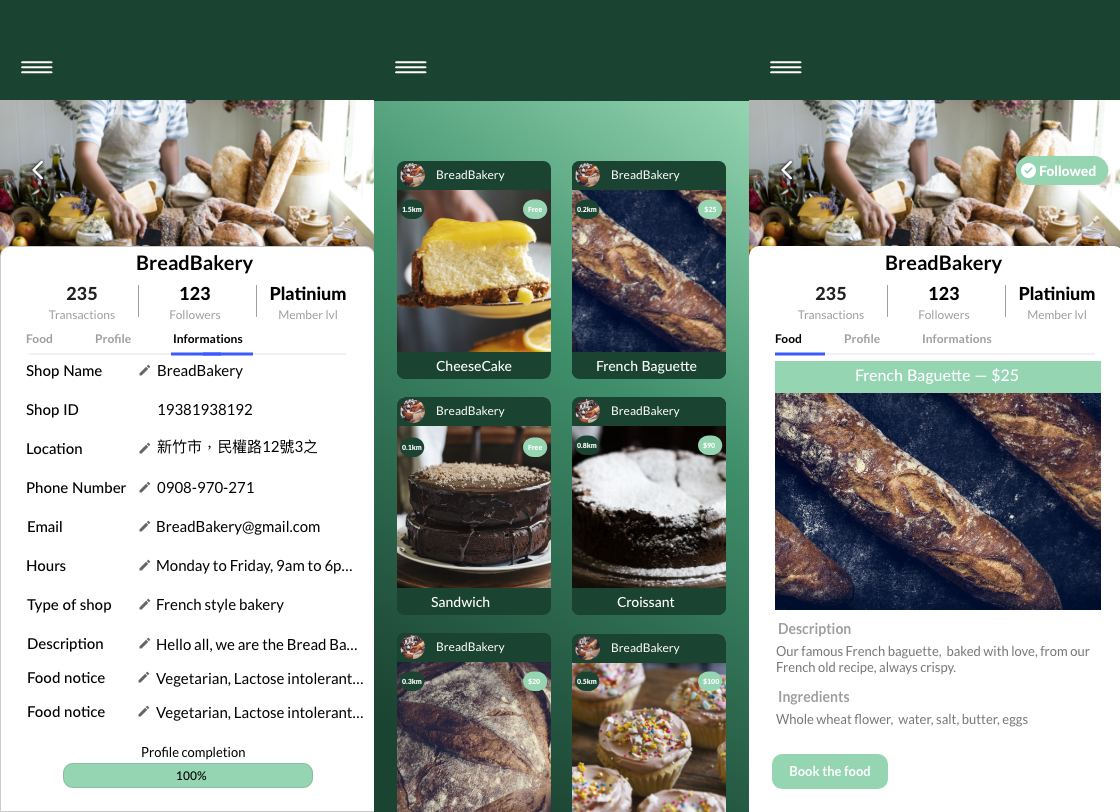 BreadBakery
235
123
Platinium
Transactions
Followers
Member lvl
Food
Profile
Informations
Shop Name
BreadBakery
Shop ID
19381938192
Location
新竹市，民權路12號3之
Phone Number
0908-970-271
Email
BreadBakery@gmail.com
Hours
Monday to Friday, 9am to 6p...
Type of shop
French style bakery
Description
Hello all, we are the Bread Ba...
Food notice
Vegetarian, Lactose intolerant...
Food notice
Vegetarian, Lactose intolerant...
Profile completion
100%
BreadBakery
1.5km
Free
CheeseCake
BreadBakery
0.2km
$25
French Baguette
BreadBakery
0.1km
Free
Sandwich
BreadBakery
0.8km
$90
Croissant
BreadBakery
0.3km
$20
BreadBakery
0.5km
$100
Followed
BreadBakery
235
123
Platinium
Transactions
Followers
Member lvl
Food
Profile
Informations
French Baguette — $25
Description
Our famous French baguette, baked with love, from our
French old recipe, always crispy.
Ingredients
Whole wheat flower, water, salt, butter, eggs
Book the food